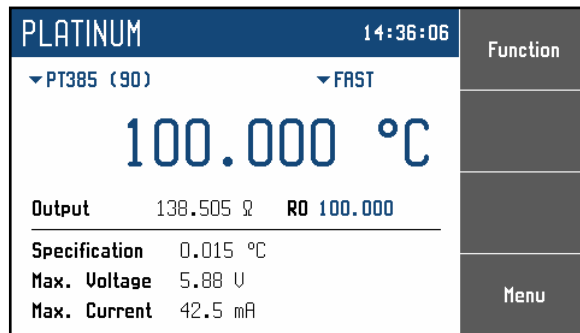 PLATINUM 14:36:06
Function
PT385 (90) FAST
100.000 °C
Output 138.505 Ω R0 100.000
Specification 0.015 °C
Max. Voltage 5.88 V
Max. Current 42.5 mA
Menu